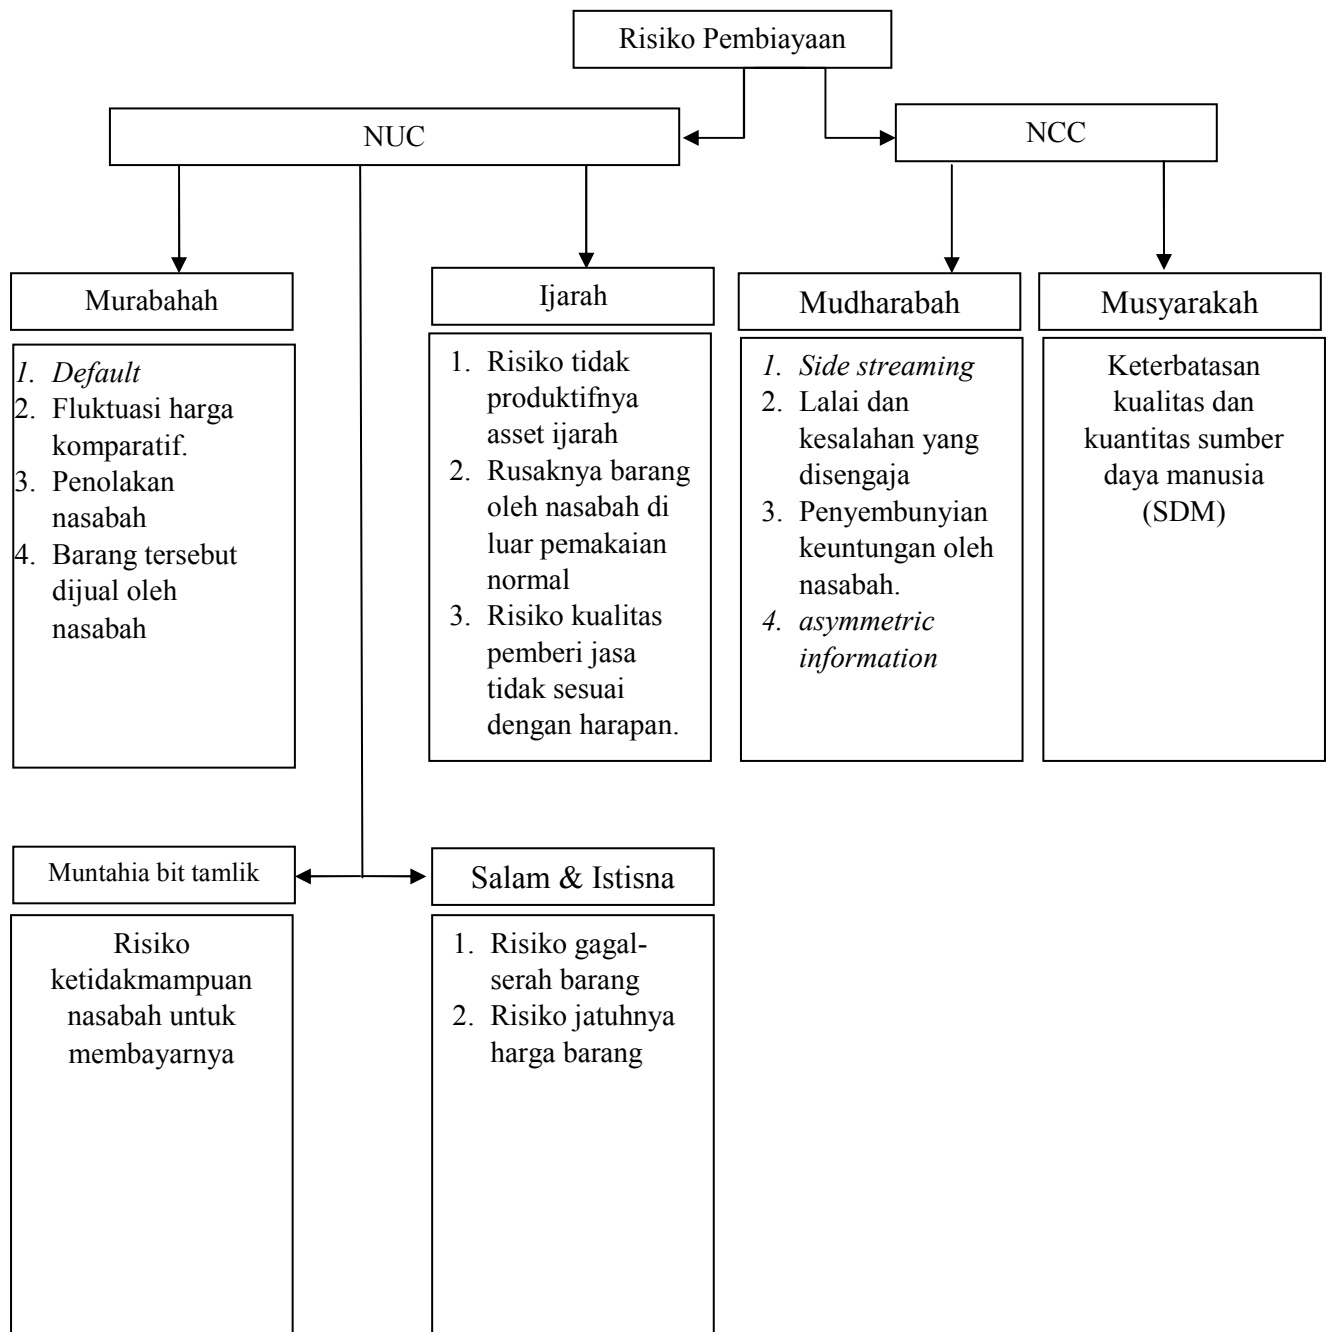 Risiko Pembiayaan
NUC
NCC
Murabahah
1. Default
2. Fluktuasi harga
komparatif.
3. Penolakan
nasabah
4. Barang tersebut
dijual oleh
nasabah
Ijarah
1. Risiko tidak
produktifnya
asset ijarah
2. Rusaknya barang
oleh nasabah di
luar pemakaian
normal
3. Risiko kualitas
pemberi jasa
tidak sesuai
dengan harapan.
Mudharabah
1. Side streaming
2. Lalai dan
kesalahan yang
disengaja
3. Penyembunyian
keuntungan oleh
nasabah.
4. asymmetric
information
Musyarakah
Keterbatasan
kualitas dan
kuantitas sumber
daya manusia
(SDM)
Muntahia bit tamlik
Risiko
ketidakmampuan
nasabah untuk
membayarnya
Salam & Istisna
1. Risiko gagal-
serah barang
2. Risiko jatuhnya
harga barang